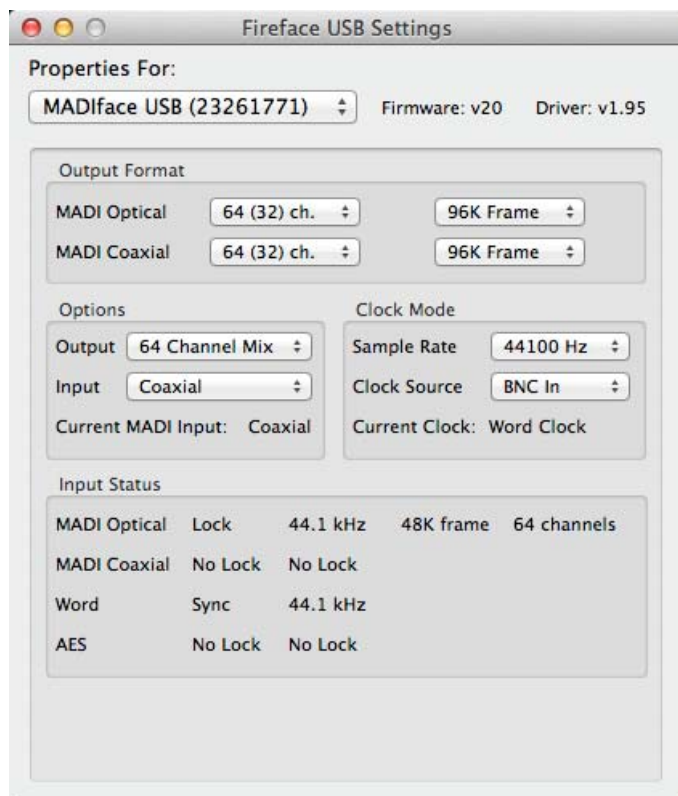 Fireface USB Settings
Properties For:
MADIface USB (23261771) Firmware: v20 Driver: v1.95
Output Format
MADI Optical 64 (32) ch. 96K Frame
MADI Coaxial 64 (32) ch. 96K Frame
Options
Output 64 Channel Mix
Input Coaxial
Current MADI Input: Coaxial
Clock Mode
Sample Rate 44100 Hz
Clock Source BNC In
Current Clock: Word Clock
Input Status
MADI Optical Lock 44.1 kHz 48K frame 64 channels
MADI Coaxial No Lock No Lock
Word Sync 44.1 kHz
AES No Lock No Lock